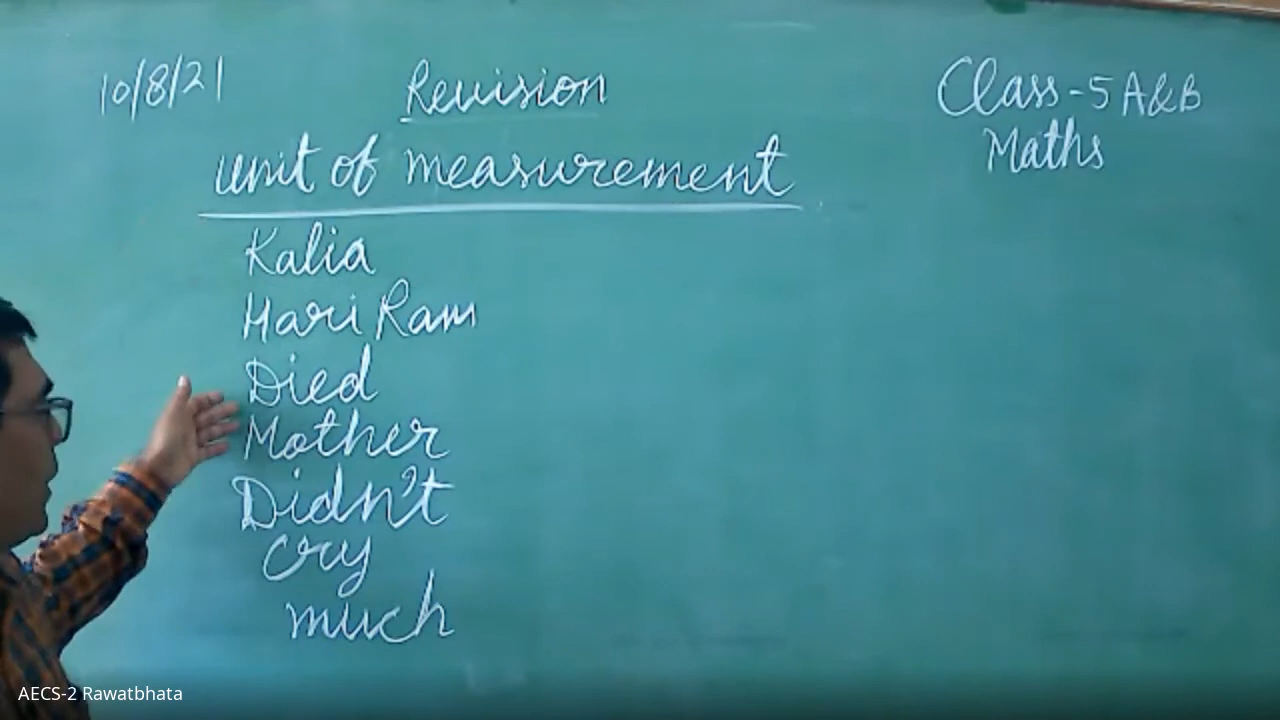 10/8/21
Revision
Class-5 A&B
Maths
unit of measurement
Kalia
Hari Ram
Died
Mother
Didn't
Cry
much
AECS-2 Rawatbhata